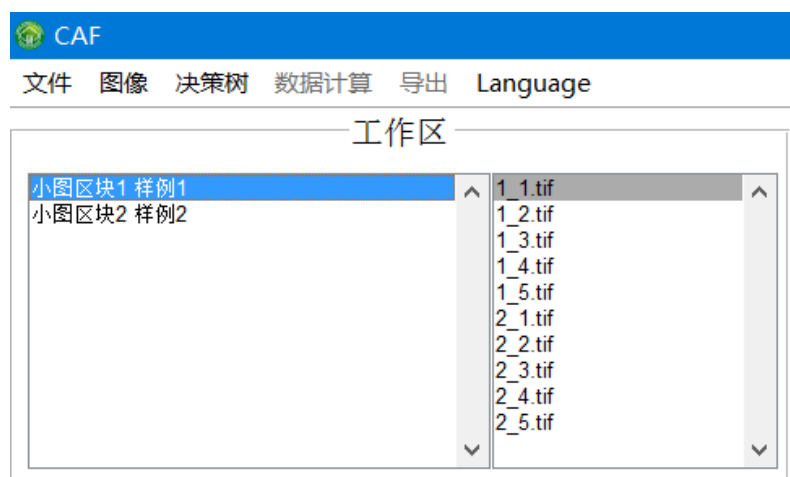 CAF
文件 图像 决策树 数据计算 导出 Language
工作区
小图区块1 样例1
小图区块2 样例2
1_1.tif
1_2.tif
1_3.tif
1_4.tif
1_5.tif
2_1.tif
2_2.tif
2_3.tif
2_4.tif
2_5.tif